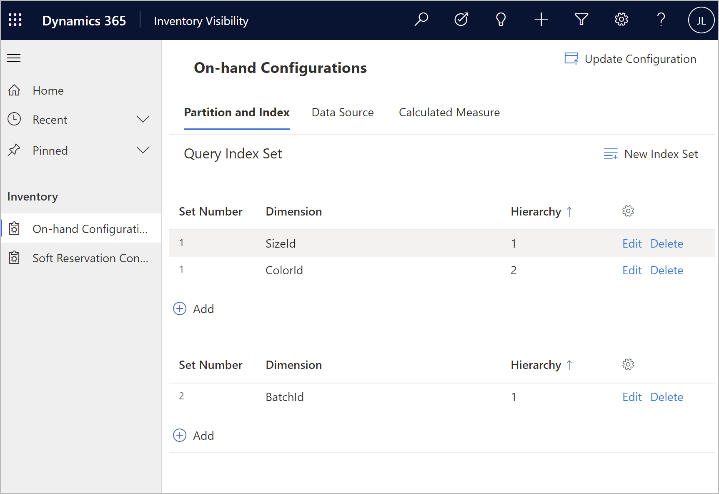 Dynamics 365 Inventory Visibility JL
On-hand Configurations Update Configuration
Home
Recent
Pinned
Inventory
On-hand Configurati...
Soft Reservation Con...
Partition and Index Data Source Calculated Measure
Query Index Set New Index Set
Set Number Dimension Hierarchy ↑
1 SizeId 1 Edit Delete
1 ColorId 2 Edit Delete
Add
Set Number Dimension Hierarchy ↑
2 BatchId 1 Edit Delete
Add